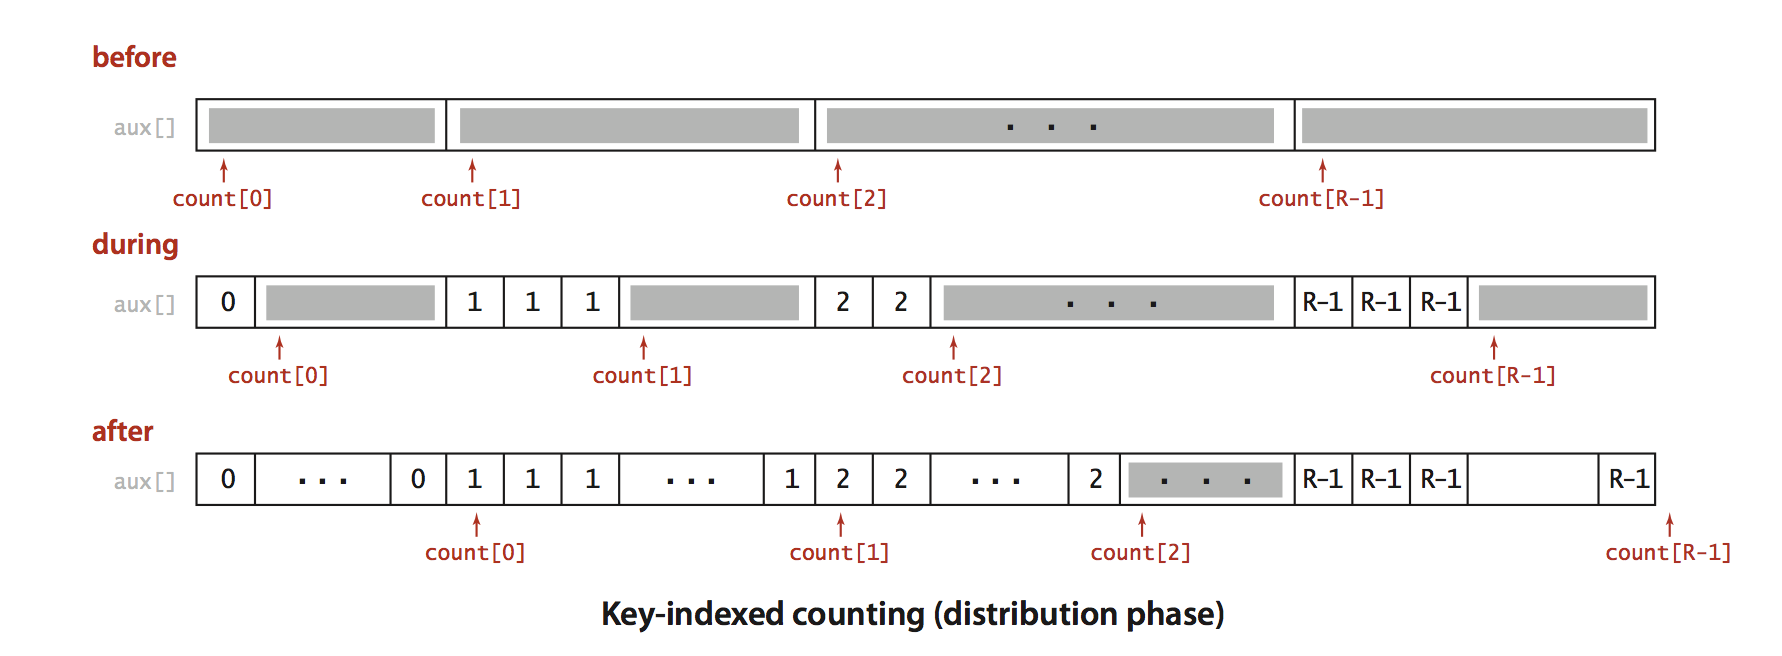 before
aux[] . . .
count[0] count[1] count[2] count[R-1]
during
aux[] 0 1 1 1 2 2 . . . R-1 R-1 R-1
count[0] count[1] count[2] count[R-1]
after
aux[] 0 ... 0 1 1 1 ... 1 2 2 ... 2 . . . R-1 R-1 R-1 R-1
count[0] count[1] count[2] count[R-1]
Key-indexed counting (distribution phase)